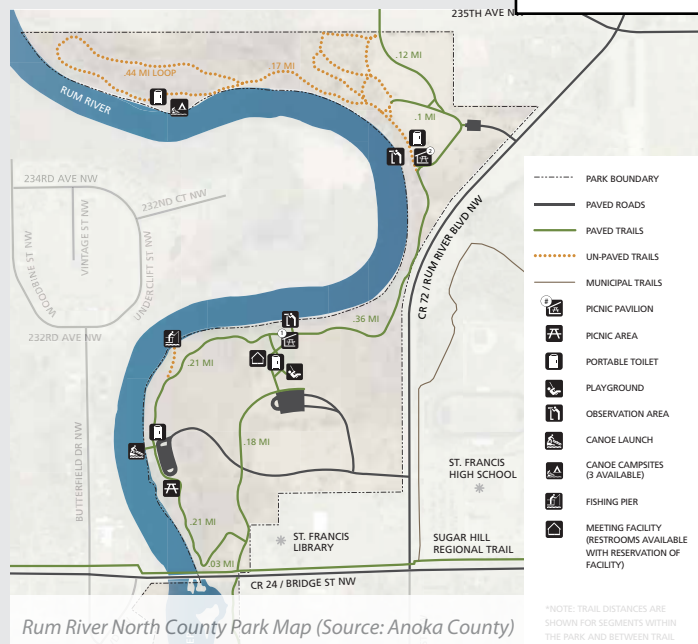 235TH AVE NW
.12 MI
.44 MI LOOP
.17 MI
RUM RIVER
.1 MI
2
234RD AVE NW
232ND CT NW
VINTAGE ST NW
WOODBINE ST NW
UNDERCLIFT ST NW
CR 72 / RUM RIVER BLVD NW
232RD AVE NW
1
.36 MI
.21 MI
.18 MI
BUTTERFIELD DR NW
ST. FRANCIS
HIGH SCHOOL
.21 MI
ST. FRANCIS
LIBRARY
SUGAR HILL
REGIONAL TRAIL
.03 MI
CR 24 / BRIDGE ST NW
PARK BOUNDARY
PAVED ROADS
PAVED TRAILS
UN-PAVED TRAILS
MUNICIPAL TRAILS
#
PICNIC PAVILION
PICNIC AREA
PORTABLE TOILET
PLAYGROUND
OBSERVATION AREA
CANOE LAUNCH
CANOE CAMPSITES
(3 AVAILABLE)
FISHING PIER
MEETING FACILITY
(RESTROOMS AVAILABLE
WITH RESERVATION OF
FACILITY)
*NOTE: TRAIL DISTANCES ARE
SHOWN FOR SEGMENTS WITHIN
THE PARK AND BETWEEN TRAIL
Rum River North County Park Map (Source: Anoka County)